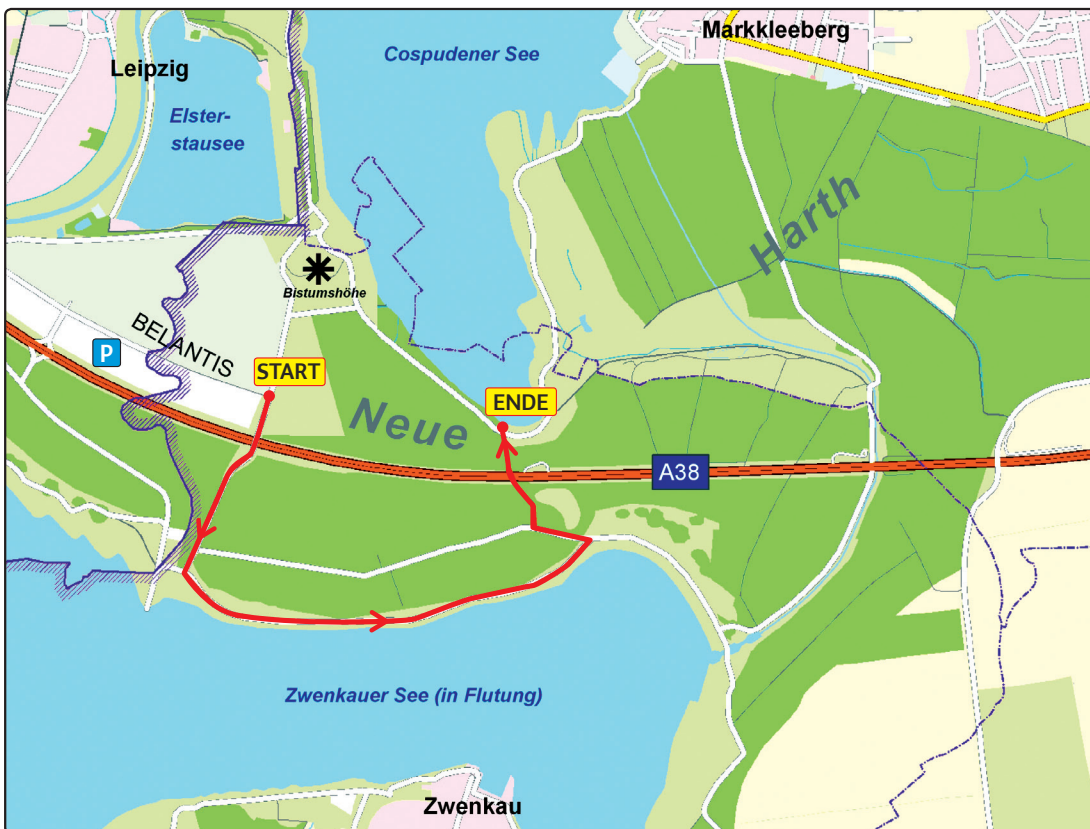 Markkleeberg
Cospudener See
Leipzig
Elster-
stausee
Harth
Bistumshöhe
BELANTIS
P
START
ENDE
Neue
A38
Zwenkauer See (in Flutung)
Zwenkau